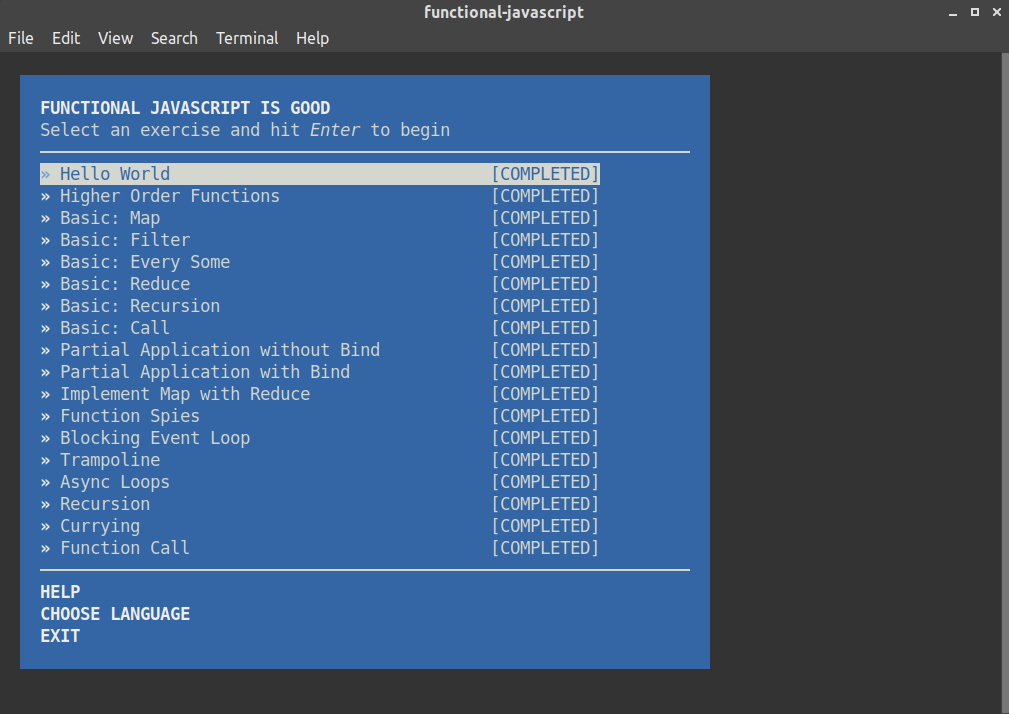 functional-javascript
File Edit View Search Terminal Help
FUNCTIONAL JAVASCRIPT IS GOOD
Select an exercise and hit Enter to begin
» Hello World [COMPLETED]
» Higher Order Functions [COMPLETED]
» Basic: Map [COMPLETED]
» Basic: Filter [COMPLETED]
» Basic: Every Some [COMPLETED]
» Basic: Reduce [COMPLETED]
» Basic: Recursion [COMPLETED]
» Basic: Call [COMPLETED]
» Partial Application without Bind [COMPLETED]
» Partial Application with Bind [COMPLETED]
» Implement Map with Reduce [COMPLETED]
» Function Spies [COMPLETED]
» Blocking Event Loop [COMPLETED]
» Trampoline [COMPLETED]
» Async Loops [COMPLETED]
» Recursion [COMPLETED]
» Currying [COMPLETED]
» Function Call [COMPLETED]
HELP
CHOOSE LANGUAGE
EXIT